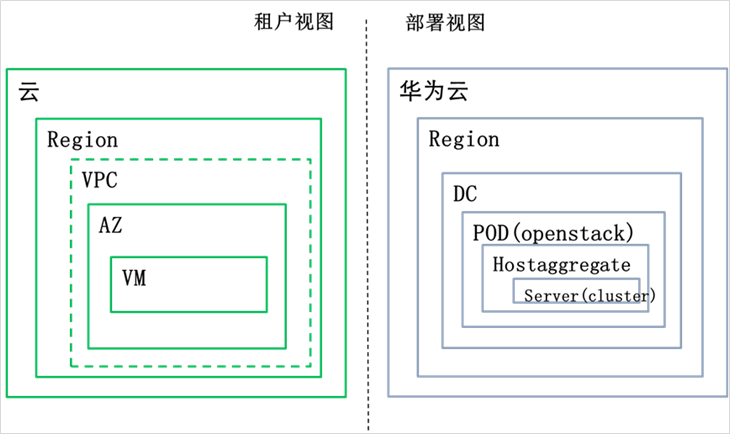 租户视图
部署视图
云
Region
VPC
AZ
VM
华为云
Region
DC
POD(openstack)
Hostaggregate
Server(cluster)